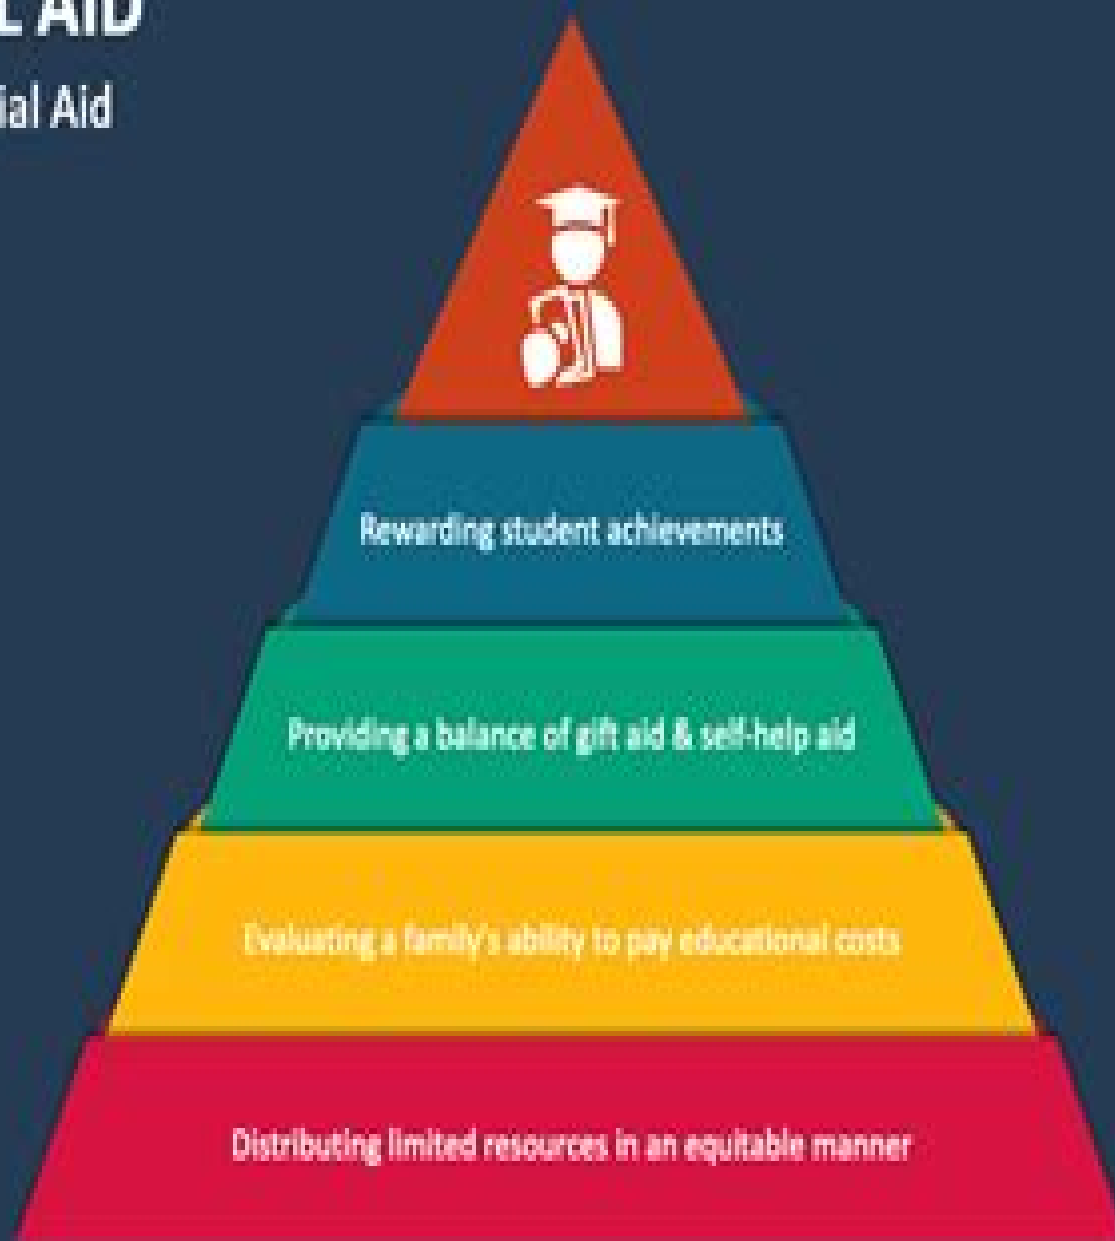 L AID
ial Aid
Rewarding student achievements
Providing a balance of gift aid & self-help aid
Evaluating a family's ability to pay educational costs
Distributing limited resources in an equitable manner